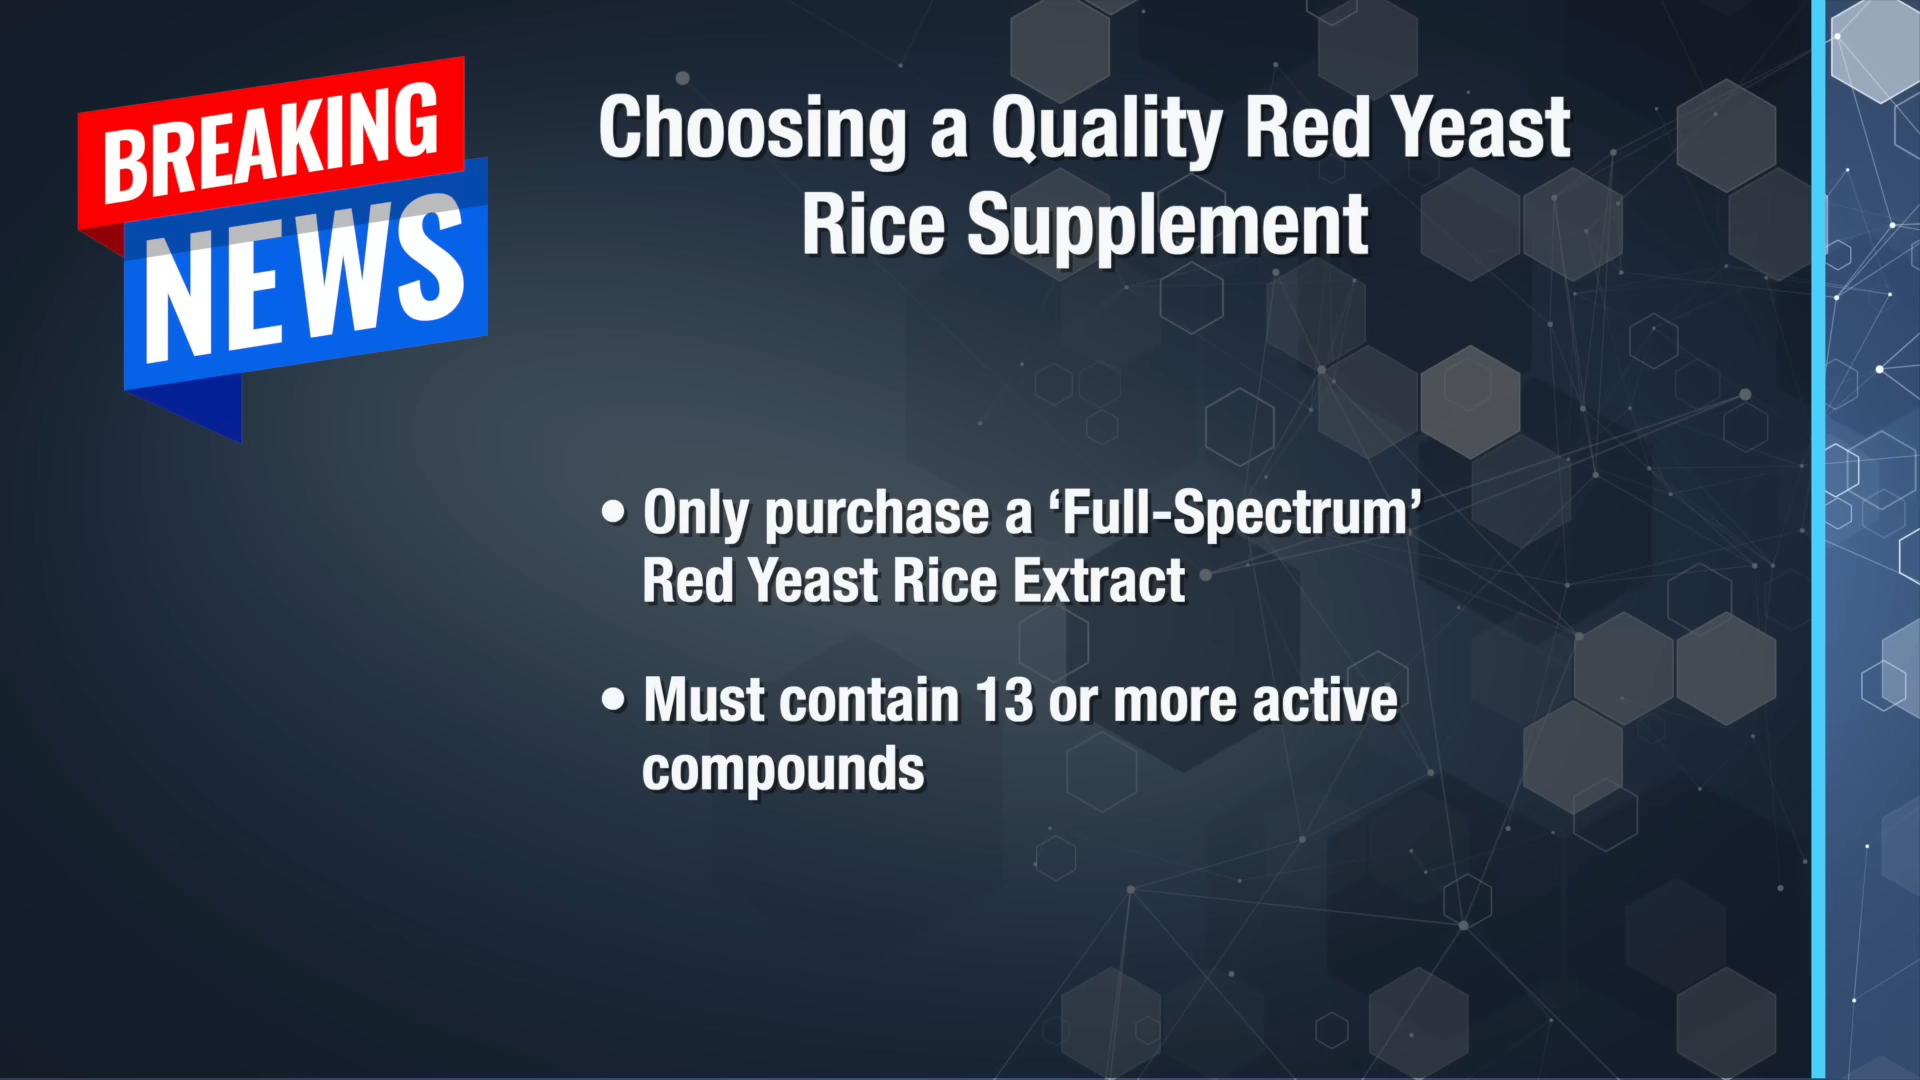 BREAKING
NEWS
Choosing a Quality Red Yeast
Rice Supplement
• Only purchase a ‘Full-Spectrum’
Red Yeast Rice Extract
• Must contain 13 or more active
compounds